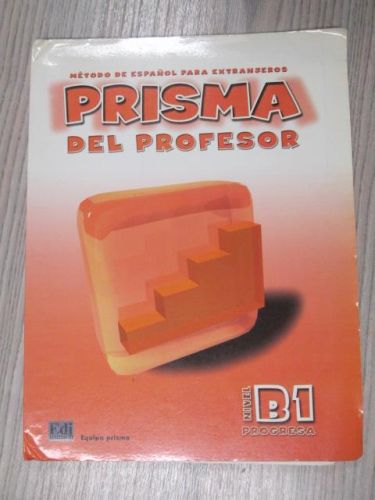 MÉTODO DE ESPAÑOL PARA EXTRANJEROS
PRISMA
DEL PROFESOR
NIVEL B1
PROGRESA
Edi
Equipo prisma